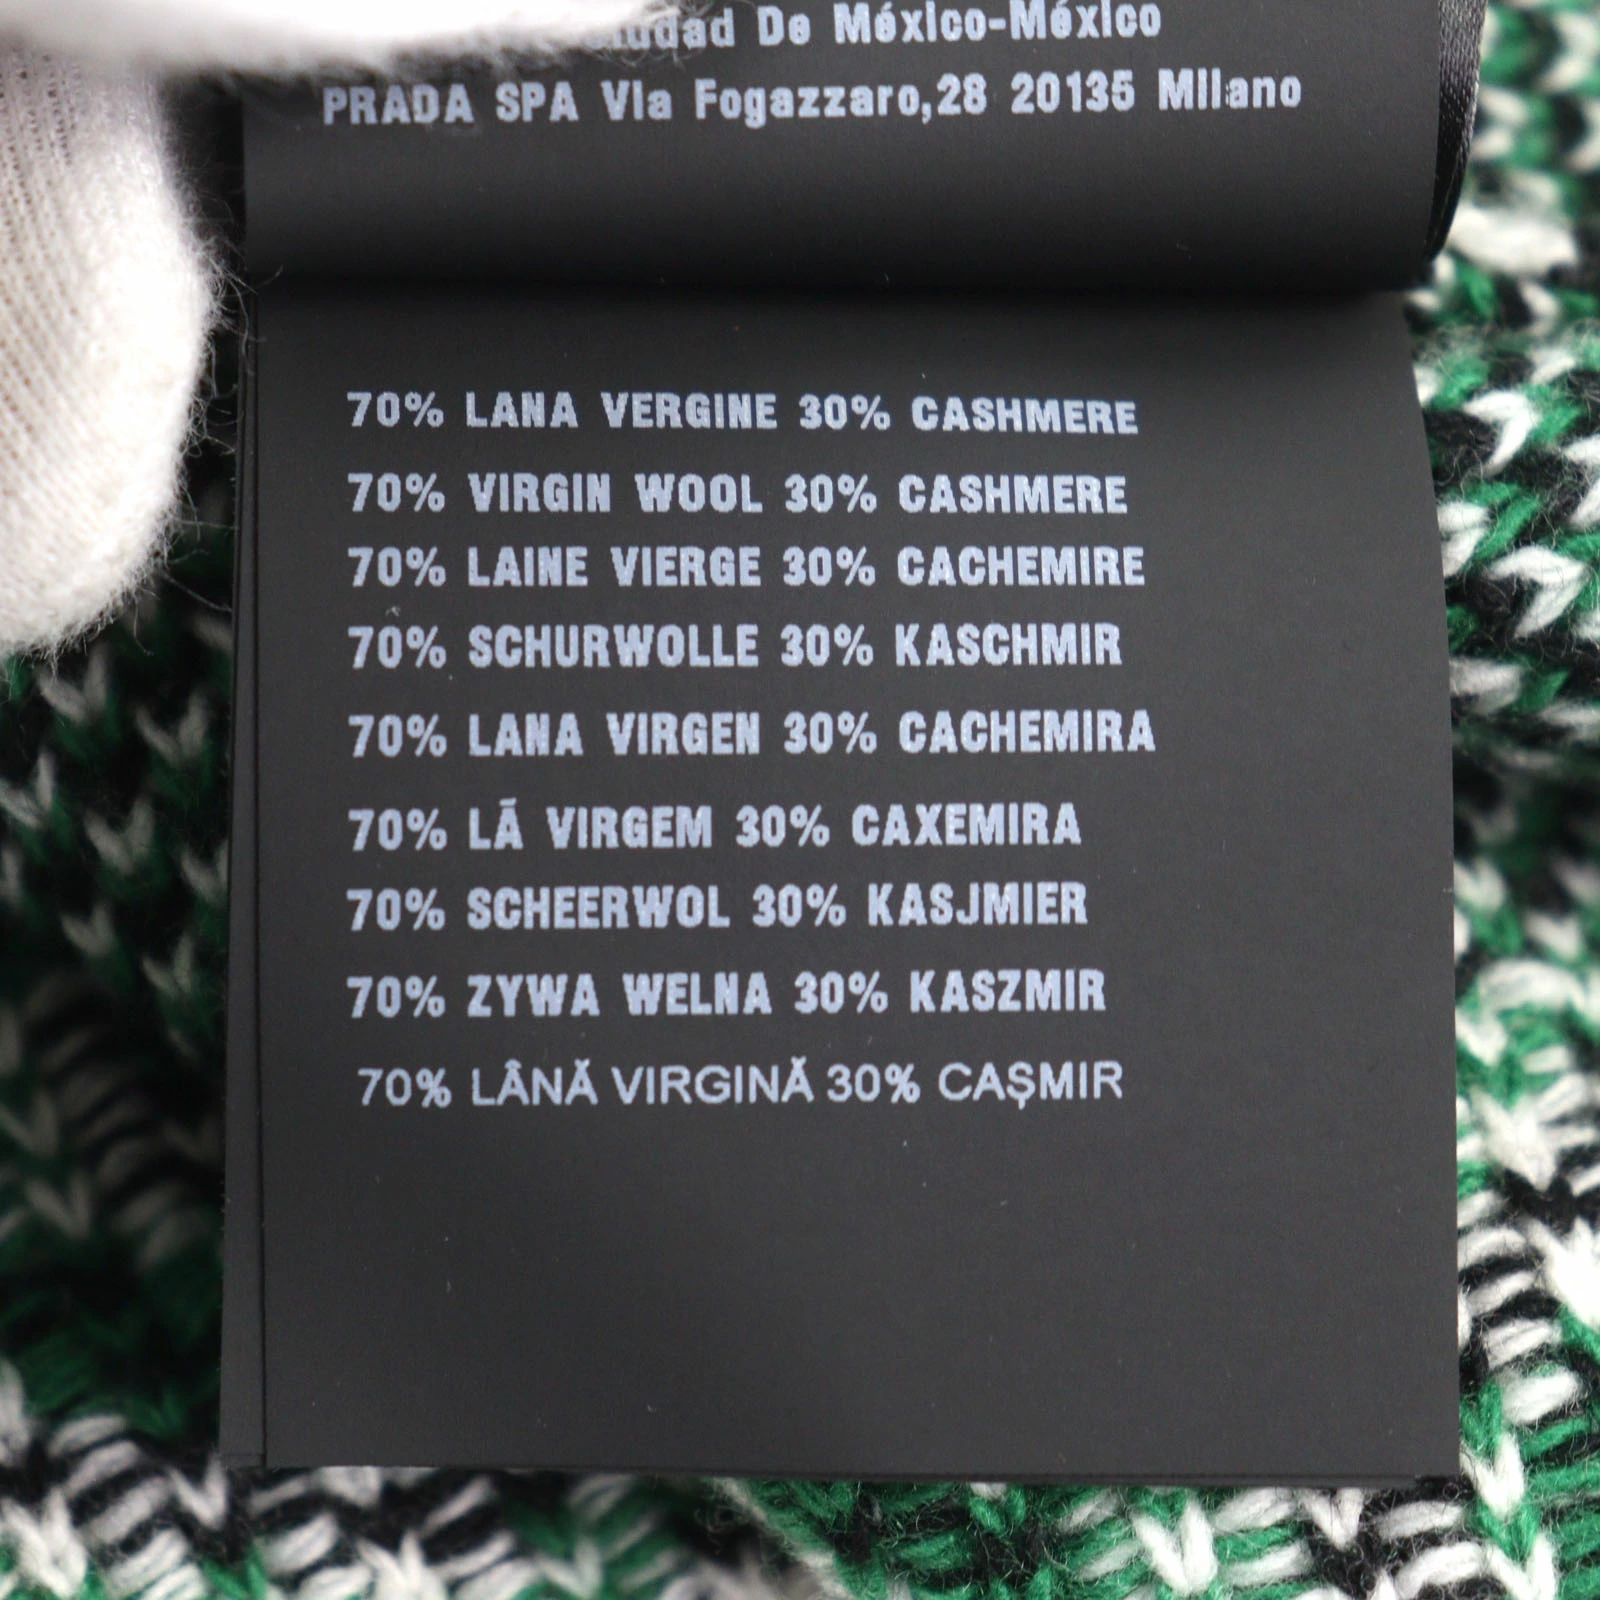 Ciudad De México-México
PRADA SPA Via Fogazzaro,28 20135 Milano
70% LANA VERGINE 30% CASHMERE
70% VIRGIN WOOL 30% CASHMERE
70% LAINE VIERGE 30% CACHEMIRE
70% SCHURWOLLE 30% KASCHMIR
70% LANA VIRGEN 30% CACHEMIRA
70% LÃ VIRGEM 30% CAXEMIRA
70% SCHEERWOL 30% KASJMIER
70% ZYWA WELNA 30% KASZMIR
70% LÂNĂ VIRGINĂ 30% CAȘMIR